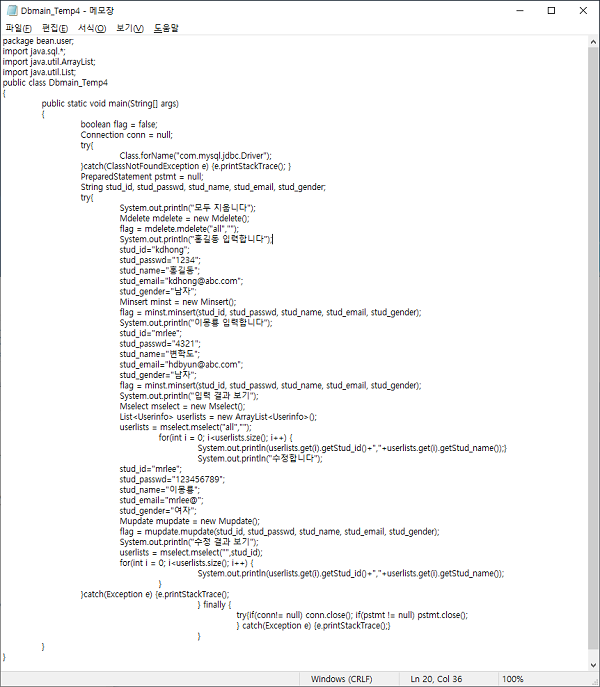 Dbmain_Temp4 - 메모장
파일(F) 편집(E) 서식(O) 보기(V) 도움말
package bean.user;
import java.sql.*;
import java.util.ArrayList;
import java.util.List;
public class Dbmain_Temp4
{
public static void main(String[] args)
{
boolean flag = false;
Connection conn = null;
try{
Class.forName("com.mysql.jdbc.Driver");
}catch(ClassNotFoundException e) {e.printStackTrace(); }
PreparedStatement pstmt = null;
String stud_id, stud_passwd, stud_name, stud_email, stud_gender;
try{
System.out.println("모두 지웁니다");
Mdelete mdelete = new Mdelete();
flag = mdelete.mdelete("all","");
System.out.println("홍길동 입력합니다");
stud_id="kdhong";
stud_passwd="1234";
stud_name="홍길동";
stud_email="kdhong@abc.com";
stud_gender="남자";
Minsert minst = new Minsert();
flag = minst.minsert(stud_id, stud_passwd, stud_name, stud_email, stud_gender);
System.out.println("이몽룡 입력합니다");
stud_id="mrlee";
stud_passwd="4321";
stud_name="변학도";
stud_email="hdbyun@abc.com";
stud_gender="남자";
flag = minst.minsert(stud_id, stud_passwd, stud_name, stud_email, stud_gender);
System.out.println("입력 결과 보기");
Mselect mselect = new Mselect();
List<Userinfo> userlists = new ArrayList<Userinfo>();
userlists = mselect.mselect("all","");
for(int i = 0; i<userlists.size(); i++) {
System.out.println(userlists.get(i).getStud_id()+","+userlists.get(i).getStud_name());}
System.out.println("수정합니다");
stud_id="mrlee";
stud_passwd="123456789";
stud_name="이몽룡";
stud_email="mrlee@";
stud_gender="여자";
Mupdate mupdate = new Mupdate();
flag = mupdate.mupdate(stud_id, stud_passwd, stud_name, stud_email, stud_gender);
System.out.println("수정 결과 보기");
userlists = mselect.mselect("",stud_id);
for(int i = 0; i<userlists.size(); i++) {
System.out.println(userlists.get(i).getStud_id()+","+userlists.get(i).getStud_name());
}
}catch(Exception e) {e.printStackTrace();
} finally {
try{if(conn!= null) conn.close; if(pstmt != null) pstmt.close();
} catch(Exception e) {e.printStackTrace();}
}
}
}
Windows (CRLF) Ln 20, Col 36 100%